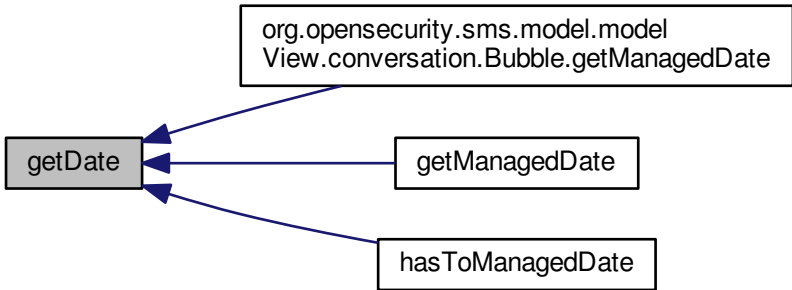 org.opensecurity.sms.model.model
View.conversation.Bubble.getManagedDate
getDate
getManagedDate
hasToManagedDate